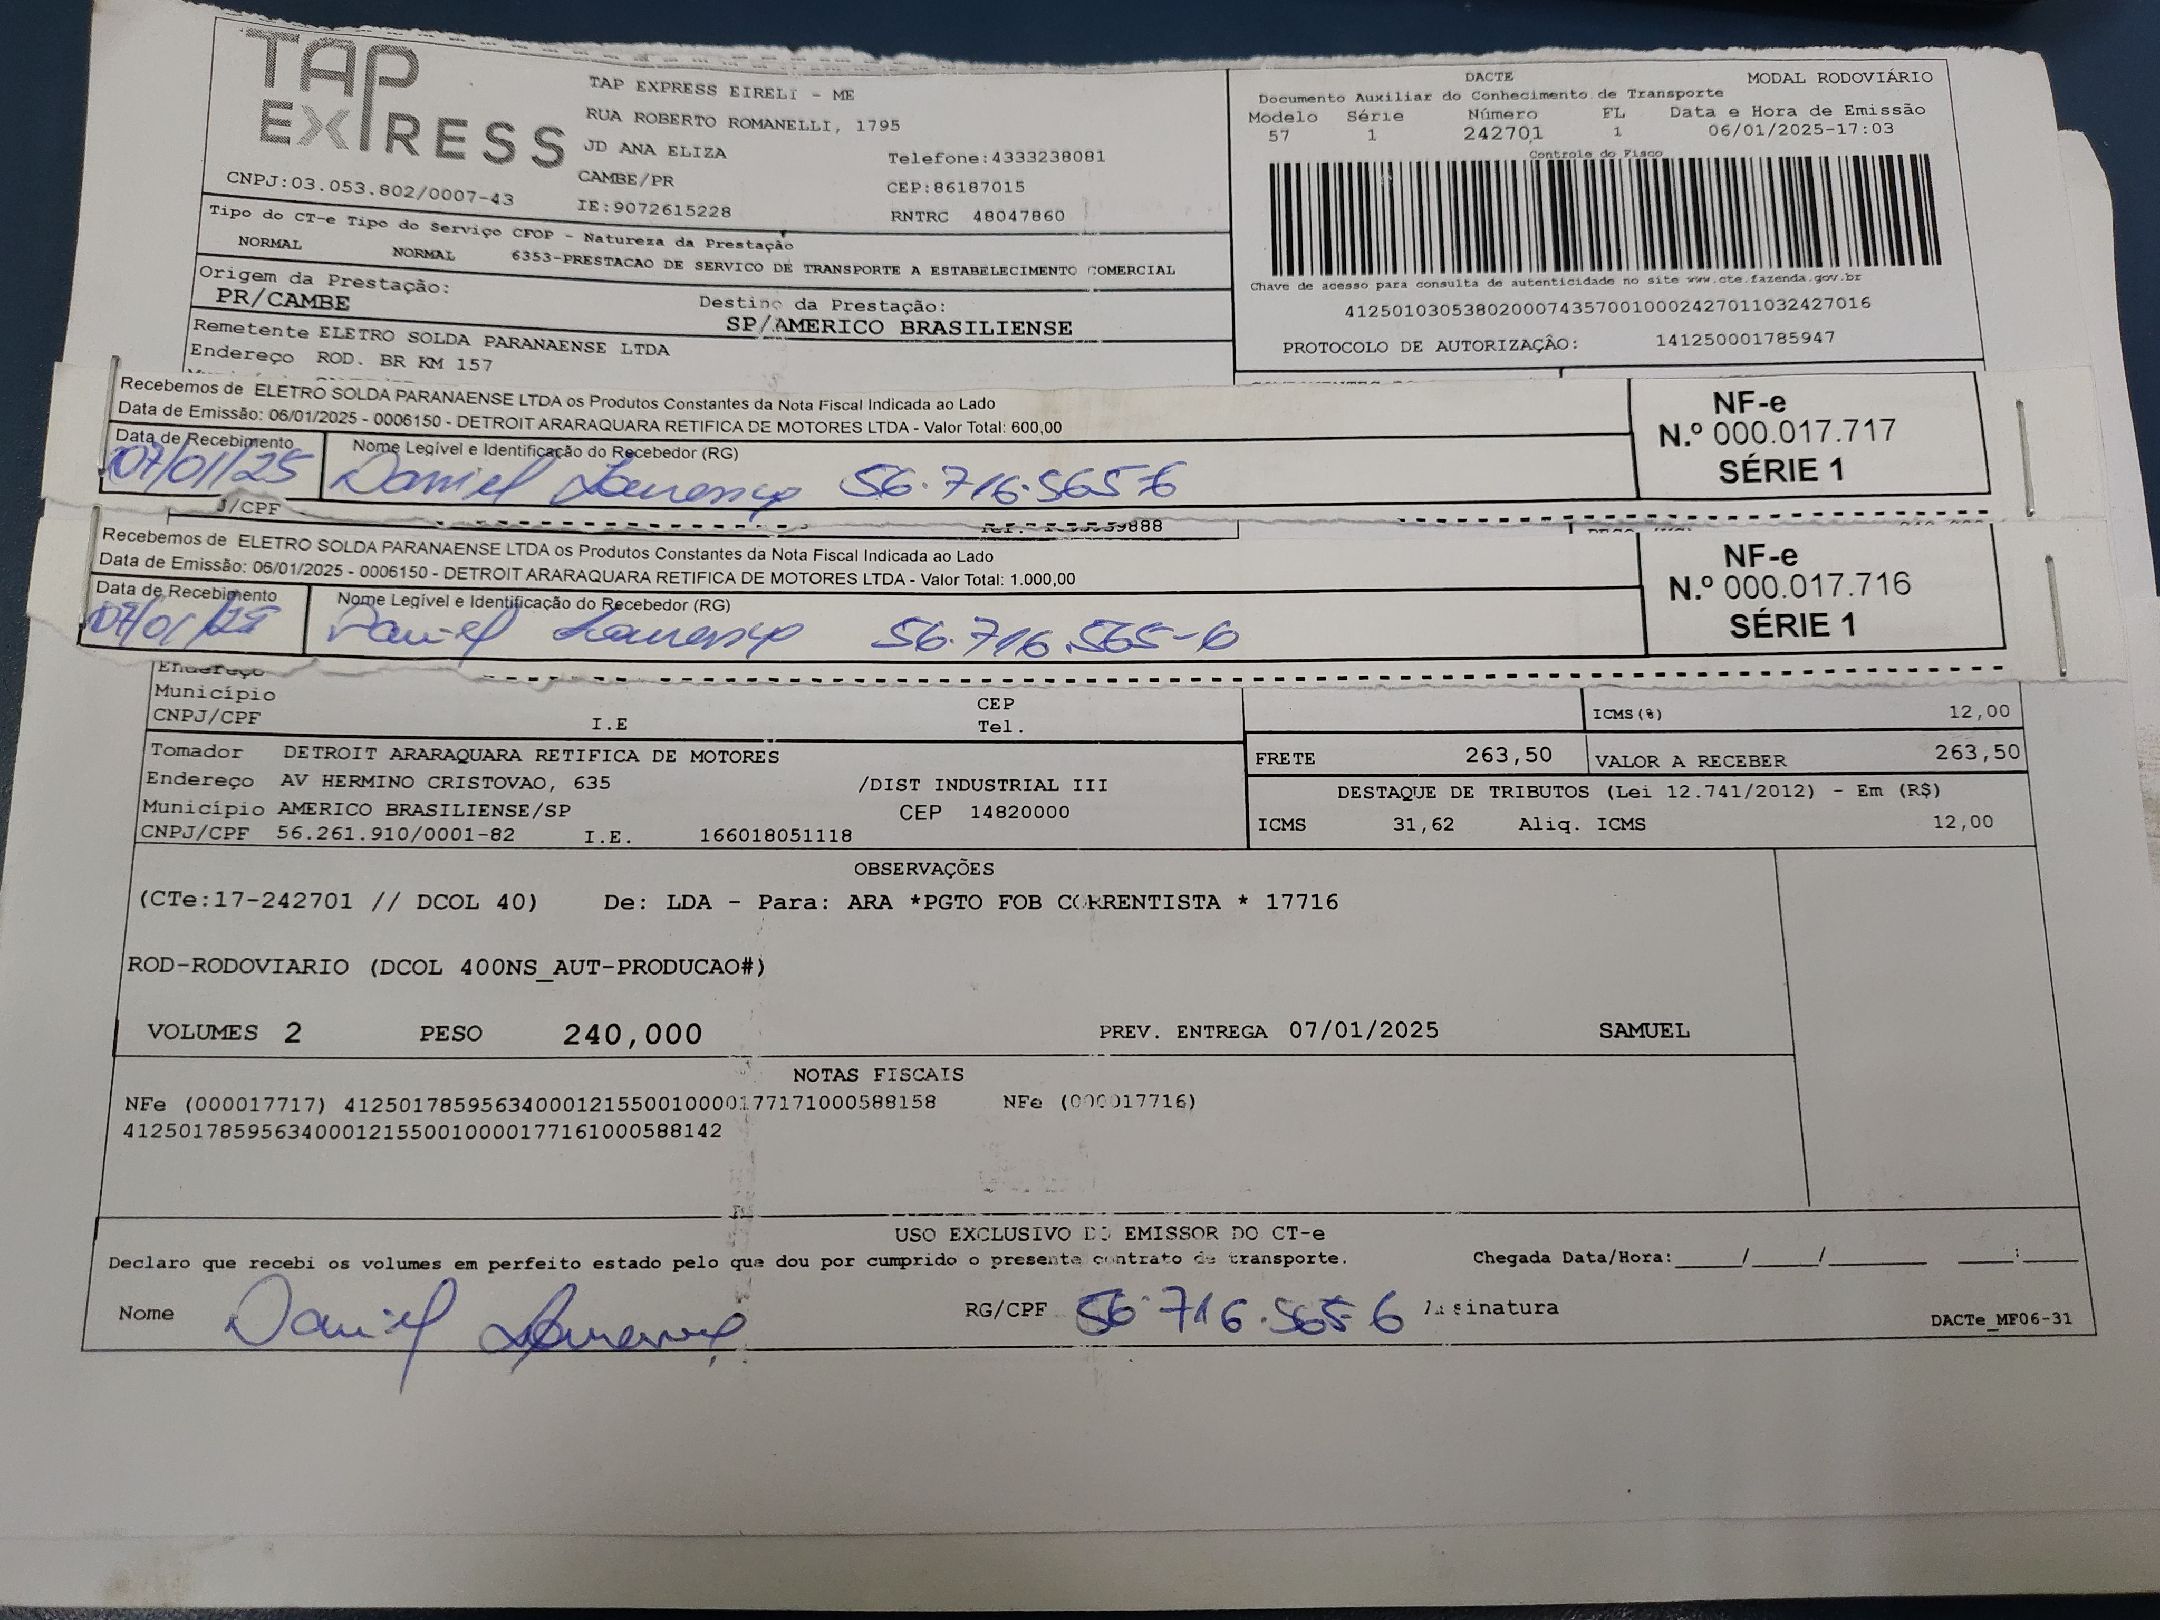 TAP
EXPRESS
TAP EXPRESS EIRELI - ME
RUA ROBERTO ROMANELLI, 1795
JD ANA ELIZA
Telefone:4333238081
CAMBE/PR
CEP:86187015
CNPJ:03.053.802/0007-43
IE:9072615228
RNTRC 48047860
DACTE
MODAL RODOVIÁRIO
Documento Auxiliar do Conhecimento de Transporte
Modelo Série Número FL Data e Hora de Emissão
57 1 242701 1 06/01/2025-17:03
Controle do Fisco
Chave de acesso para consulta de autenticidade no site www.cte.fazenda.gov.br
41250103053802000743570010002427011032427016
PROTOCOLO DE AUTORIZAÇÃO: 141250001785947
Tipo do CT-e Tipo do Serviço CFOP - Natureza da Prestação
NORMAL NORMAL 6353-PRESTACAO DE SERVICO DE TRANSPORTE A ESTABELECIMENTO COMERCIAL
Origem da Prestação: Destino da Prestação:
PR/CAMBE SP/AMERICO BRASILIENSE
Remetente ELETRO SOLDA PARANAENSE LTDA
Endereço ROD. BR KM 157
Recebemos de ELETRO SOLDA PARANAENSE LTDA os Produtos Constantes da Nota Fiscal Indicada ao Lado
Data de Emissão: 06/01/2025 - 0006150 - DETROIT ARARAQUARA RETIFICA DE MOTORES LTDA - Valor Total: 600,00
Data de Recebimento Nome Legível e Identificação do Recebedor (RG)
07/01/25 Daniel Lourenço 56.716.565-6
NF-e
N.º 000.017.717
SÉRIE 1
J/CPF 59888
Recebemos de ELETRO SOLDA PARANAENSE LTDA os Produtos Constantes da Nota Fiscal Indicada ao Lado
Data de Emissão: 06/01/2025 - 0006150 - DETROIT ARARAQUARA RETIFICA DE MOTORES LTDA - Valor Total: 1.000,00
Data de Recebimento Nome Legível e Identificação do Recebedor (RG)
07/01/25 Daniel Lourenço 56.716.565-6
NF-e
N.º 000.017.716
SÉRIE 1
Endereço
Município CEP
CNPJ/CPF I.E Tel.
ICMS(%) 12,00
Tomador DETROIT ARARAQUARA RETIFICA DE MOTORES
Endereço AV HERMINO CRISTOVAO, 635 /DIST INDUSTRIAL III
Município AMERICO BRASILIENSE/SP CEP 14820000
CNPJ/CPF 56.261.910/0001-82 I.E. 166018051118
FRETE 263,50 VALOR A RECEBER 263,50
DESTAQUE DE TRIBUTOS (Lei 12.741/2012) - Em (R$)
ICMS 31,62 Aliq. ICMS 12,00
OBSERVAÇÕES
(CTe:17-242701 // DCOL 40) De: LDA - Para: ARA *PGTO FOB CORRENTISTA * 17716
ROD-RODOVIARIO (DCOL 400NS_AUT-PRODUCAO#)
VOLUMES 2 PESO 240,000 PREV. ENTREGA 07/01/2025 SAMUEL
NOTAS FISCAIS
NFe (000017717) 41250178595634000121550010000177171000588158 NFe (000017716)
41250178595634000121550010000177161000588142
USO EXCLUSIVO DO EMISSOR DO CT-e
Declaro que recebi os volumes em perfeito estado pelo que dou por cumprido o presente contrato de transporte. Chegada Data/Hora:_____/_____/_______ ____:____
Nome Daniel Lourenço RG/CPF 56.716.565-6 Assinatura
DACTe_MF06-31